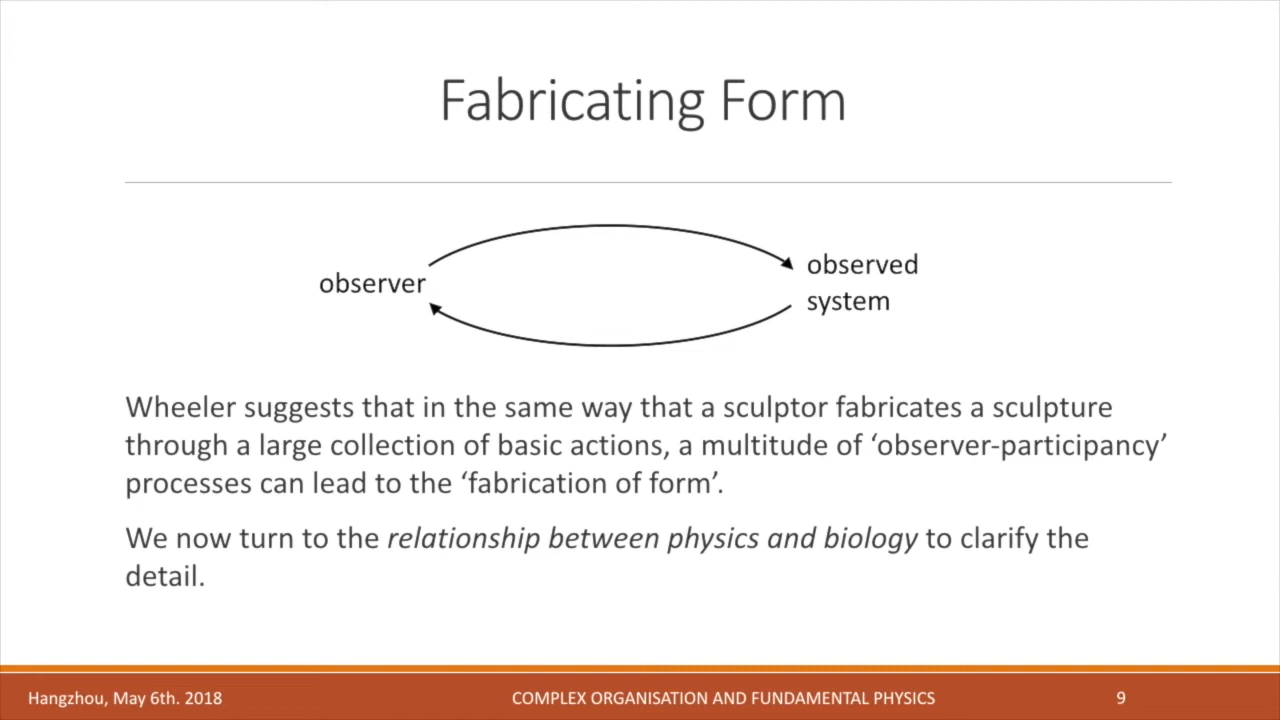 Fabricating Form
observer
observed
system
Wheeler suggests that in the same way that a sculptor fabricates a sculpture
through a large collection of basic actions, a multitude of ‘observer-participancy’
processes can lead to the ‘fabrication of form’.
We now turn to the relationship between physics and biology to clarify the
detail.
Hangzhou, May 6th. 2018
COMPLEX ORGANISATION AND FUNDAMENTAL PHYSICS
9